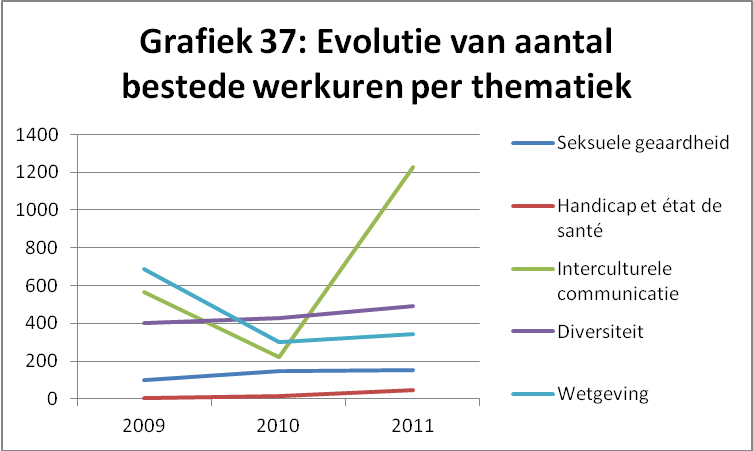 Grafiek 37: Evolutie van aantal
bestede werkuren per thematiek
1400
1200
1000
800
600
400
200
0
2009 2010 2011
Seksuele geaardheid
Handicap et état de
santé
Interculturele
communicatie
Diversiteit
Wetgeving